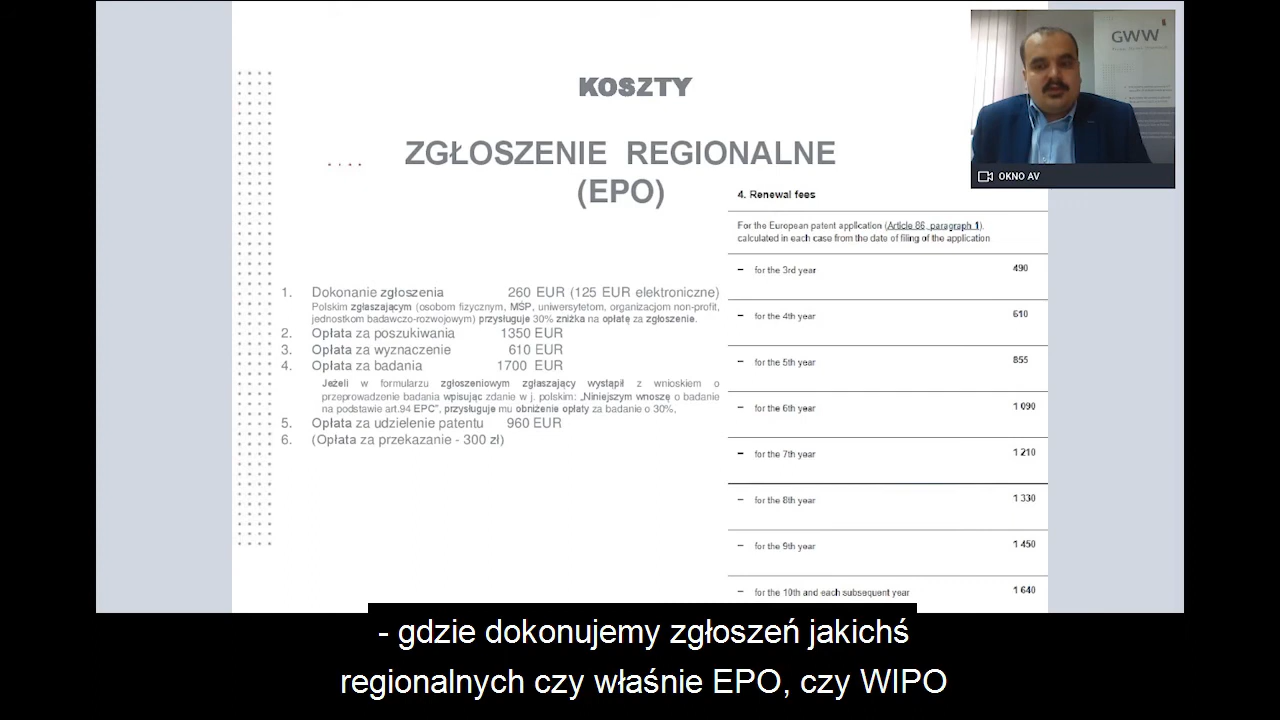 KOSZTY
ZGŁOSZENIE REGIONALNE
(EPO)
GWW
OKNO AV
1. Dokonanie zgłoszenia 260 EUR (125 EUR elektroniczne)
Polskim zgłaszającym (osobom fizycznym, MŚP, uniwersytetom, organizacjom non-profit,
jednostkom badawczo-rozwojowym) przysługuje 30% zniżka na opłatę za zgłoszenie.
2. Opłata za poszukiwania 1350 EUR
3. Opłata za wyznaczenie 610 EUR
4. Opłata za badania 1700 EUR
Jeżeli w formularzu zgłoszeniowym zgłaszający wystąpił z wnioskiem o
przeprowadzenie badania wpisując zdanie w j. polskim: „Niniejszym wnoszę o badanie
na podstawie art.94 EPC”, przysługuje mu obniżenie opłaty za badanie o 30%,
5. Opłata za udzielenie patentu 960 EUR
6. (Opłata za przekazanie - 300 zł)
4. Renewal fees
For the European patent application (Article 86, paragraph 1),
calculated in each case from the date of filing of the application
– for the 3rd year 490
– for the 4th year 610
– for the 5th year 855
– for the 6th year 1 090
– for the 7th year 1 210
– for the 8th year 1 330
– for the 9th year 1 450
– for the 10th and each subsequent year 1 640
- gdzie dokonujemy zgłoszeń jakichś
regionalnych czy właśnie EPO, czy WIPO